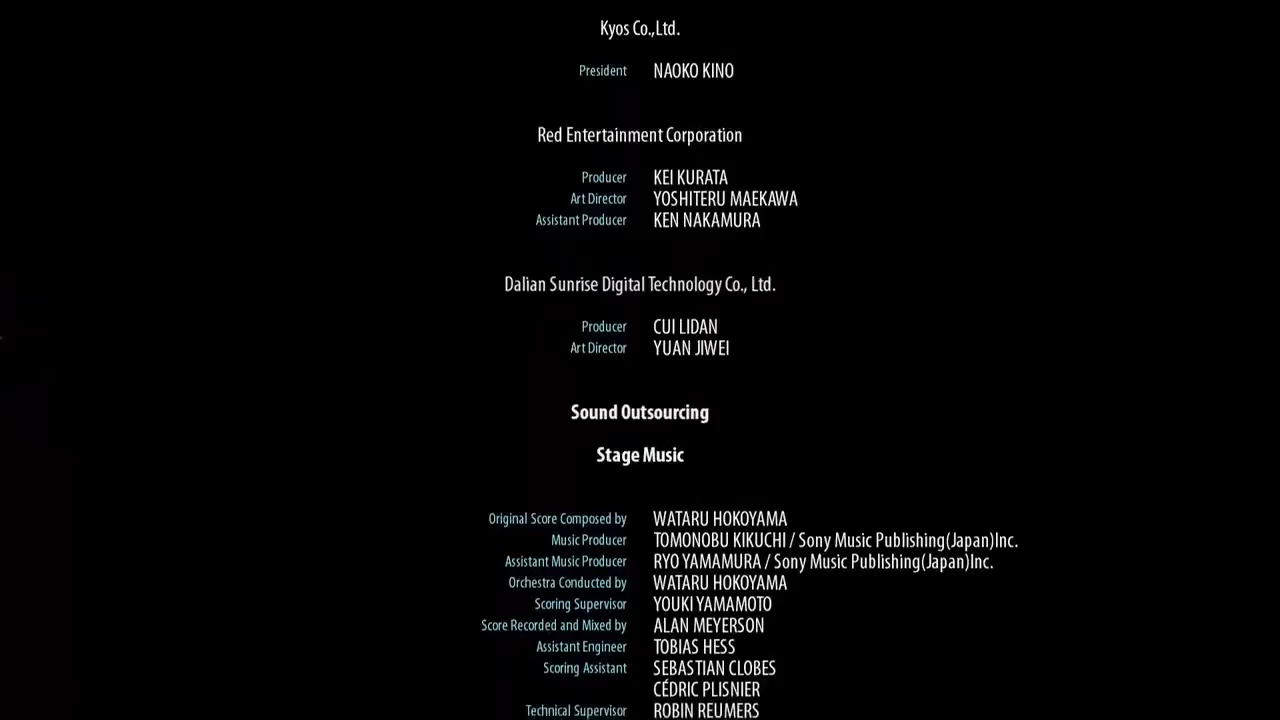 Kyos Co.,Ltd.
President NAOKO KINO
Red Entertainment Corporation
Producer KEI KURATA
Art Director YOSHITERU MAEKAWA
Assistant Producer KEN NAKAMURA
Dalian Sunrise Digital Technology Co., Ltd.
Producer CUI LIDAN
Art Director YUAN JIWEI
Sound Outsourcing
Stage Music
Original Score Composed by WATARU HOKOYAMA
Music Producer TOMONOBU KIKUCHI / Sony Music Publishing(Japan)Inc.
Assistant Music Producer RYO YAMAMURA / Sony Music Publishing(Japan)Inc.
Orchestra Conducted by WATARU HOKOYAMA
Scoring Supervisor YOUKI YAMAMOTO
Score Recorded and Mixed by ALAN MEYERSON
Assistant Engineer TOBIAS HESS
Scoring Assistant SEBASTIAN CLOBES
CÉDRIC PLISNIER
Technical Supervisor ROBIN REUMERS